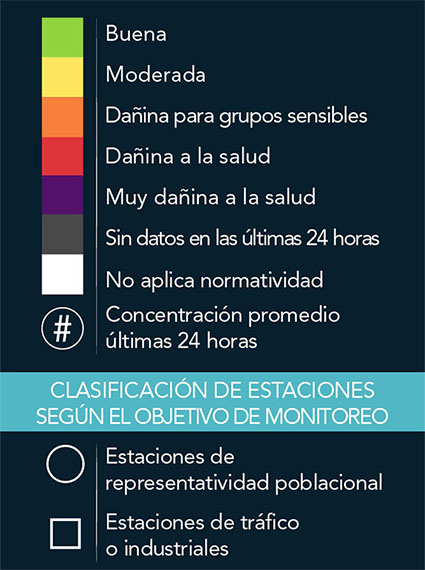 Buena
Moderada
Dañina para grupos sensibles
Dañina a la salud
Muy dañina a la salud
Sin datos en las últimas 24 horas
No aplica normatividad
#
Concentración promedio
últimas 24 horas
CLASIFICACIÓN DE ESTACIONES
SEGÚN EL OBJETIVO DE MONITOREO
Estaciones de
representatividad poblacional
Estaciones de tráfico
o industriales